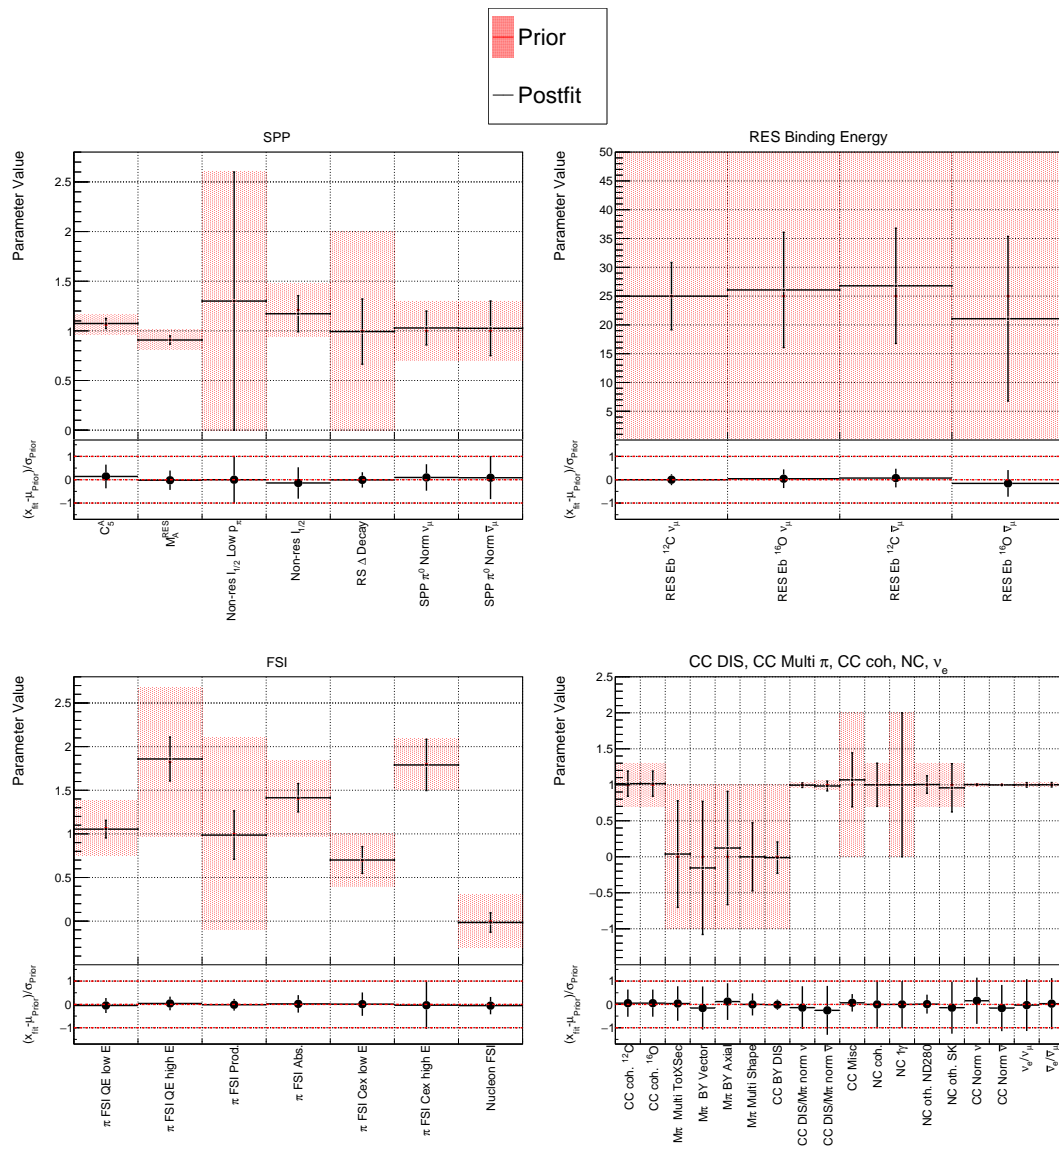 Prior
Postfit
SPP
Parameter Value
2.5
2
1.5
1
0.5
0
(x_fit-μ_Prior)/σ_Prior
1
0
−1
C_5^A
M_A^RES
Non-res I_1/2 Low p_π
Non-res I_1/2
RS Δ Decay
SPP π^0 Norm ν_μ
SPP π^0 Norm ν̅_μ
RES Binding Energy
Parameter Value
50
45
40
35
30
25
20
15
10
5
(x_fit-μ_Prior)/σ_Prior
1
0
−1
RES Eb ^12C ν_μ
RES Eb ^16O ν_μ
RES Eb ^12C ν̅_μ
RES Eb ^16O ν̅_μ
FSI
Parameter Value
2.5
2
1.5
1
0.5
0
(x_fit-μ_Prior)/σ_Prior
1
0
−1
π FSI QE low E
π FSI QE high E
π FSI Prod.
π FSI Abs.
π FSI Cex low E
π FSI Cex high E
Nucleon FSI
CC DIS, CC Multi π, CC coh, NC, ν_e
Parameter Value
2.5
2
1.5
1
0.5
0
−0.5
−1
(x_fit-μ_Prior)/σ_Prior
1
0
−1
CC coh. ^12C
CC coh. ^16O
Mπ Multi TotXSec
Mπ BY Vector
Mπ BY Axial
Mπ Multi Shape
CC BY DIS
CC DIS/Mπ norm ν
CC DIS/Mπ norm ν̅
CC Misc
NC coh.
NC 1γ
NC oth. ND280
NC oth. SK
CC Norm ν
CC Norm ν̅
ν_e/ν_μ
ν̅_e/ν̅_μ